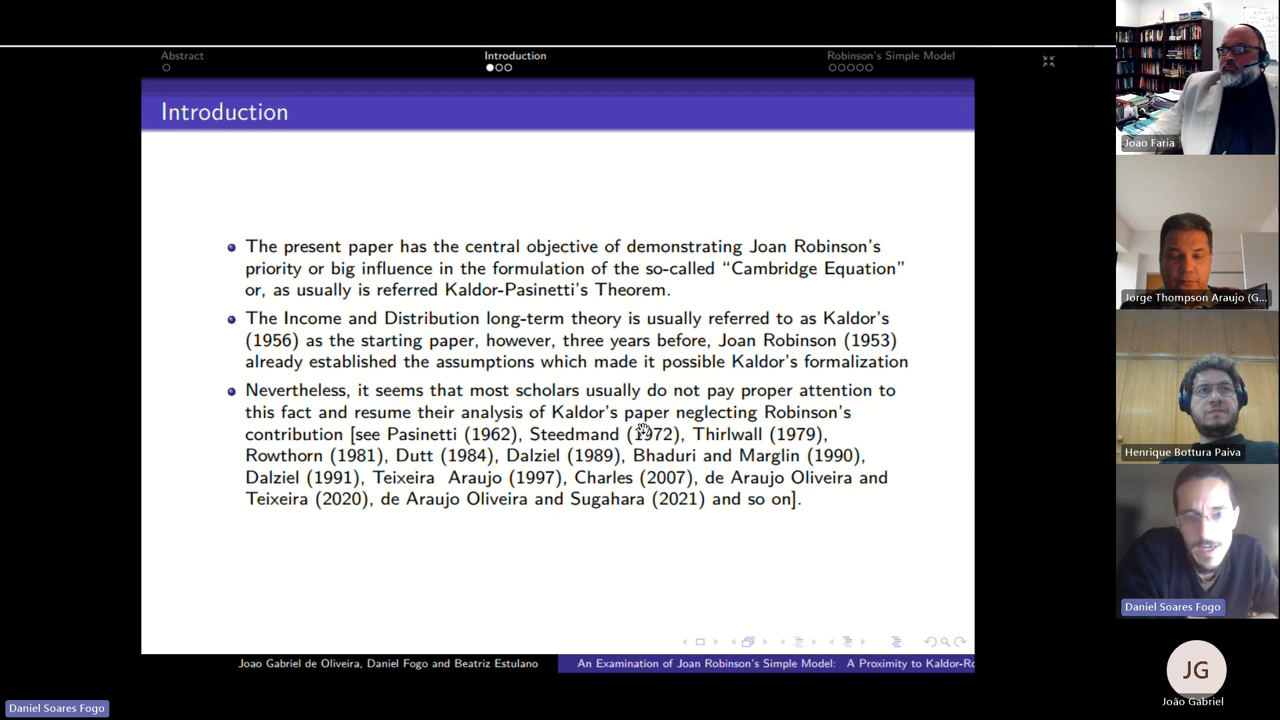 Abstract
Introduction
Robinson's Simple Model
Introduction
The present paper has the central objective of demonstrating Joan Robinson's
priority or big influence in the formulation of the so-called “Cambridge Equation”
or, as usually is referred Kaldor-Pasinetti's Theorem.
The Income and Distribution long-term theory is usually referred to as Kaldor's
(1956) as the starting paper, however, three years before, Joan Robinson (1953)
already established the assumptions which made it possible Kaldor's formalization
Nevertheless, it seems that most scholars usually do not pay proper attention to
this fact and resume their analysis of Kaldor's paper neglecting Robinson's
contribution [see Pasinetti (1962), Steedmand (1972), Thirlwall (1979),
Rowthorn (1981), Dutt (1984), Dalziel (1989), Bhaduri and Marglin (1990),
Dalziel (1991), Teixeira Araujo (1997), Charles (2007), de Araujo Oliveira and
Teixeira (2020), de Araujo Oliveira and Sugahara (2021) and so on].
Joao Gabriel de Oliveira, Daniel Fogo and Beatriz Estulano
An Examination of Joan Robinson's Simple Model: A Proximity to Kaldor-Ro
Daniel Soares Fogo
Joao Faria
Jorge Thompson Araujo (G...
Henrique Bottura Paiva
Daniel Soares Fogo
JG
João Gabriel